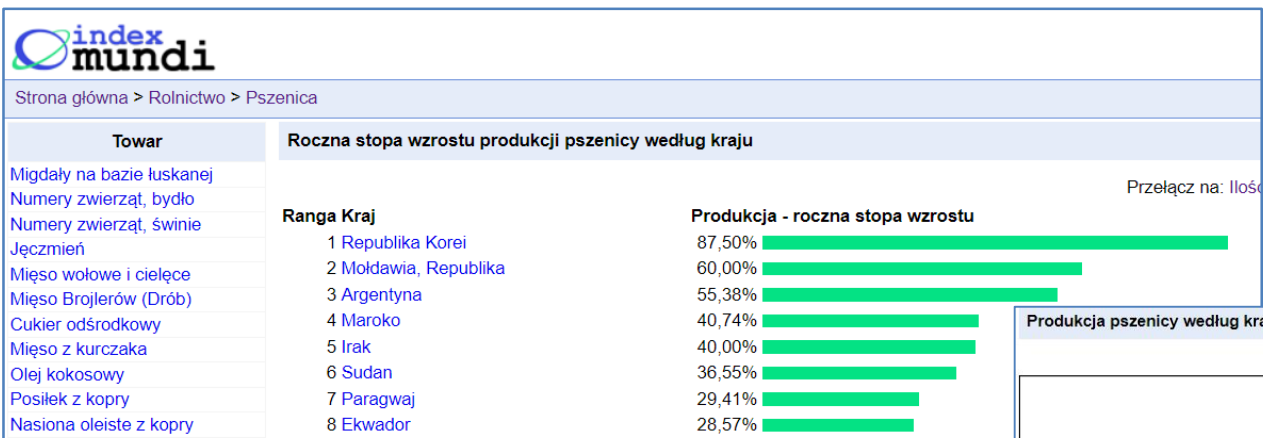 index
mundi
Strona główna > Rolnictwo > Pszenica
Towar
Migdały na bazie łuskanej
Numery zwierząt, bydło
Numery zwierząt, świnie
Jęczmień
Mięso wołowe i cielęce
Mięso Brojlerów (Drób)
Cukier odśrodkowy
Mięso z kurczaka
Olej kokosowy
Posiłek z kopry
Nasiona oleiste z kopry
Roczna stopa wzrostu produkcji pszenicy według kraju
Przełącz na:
Ranga Kraj Produkcja - roczna stopa wzrostu
1 Republika Korei 87,50%
2 Mołdawia, Republika 60,00%
3 Argentyna 55,38%
4 Maroko 40,74%
5 Irak 40,00%
6 Sudan 36,55%
7 Paragwaj 29,41%
8 Ekwador 28,57%
Produkcja pszenicy według